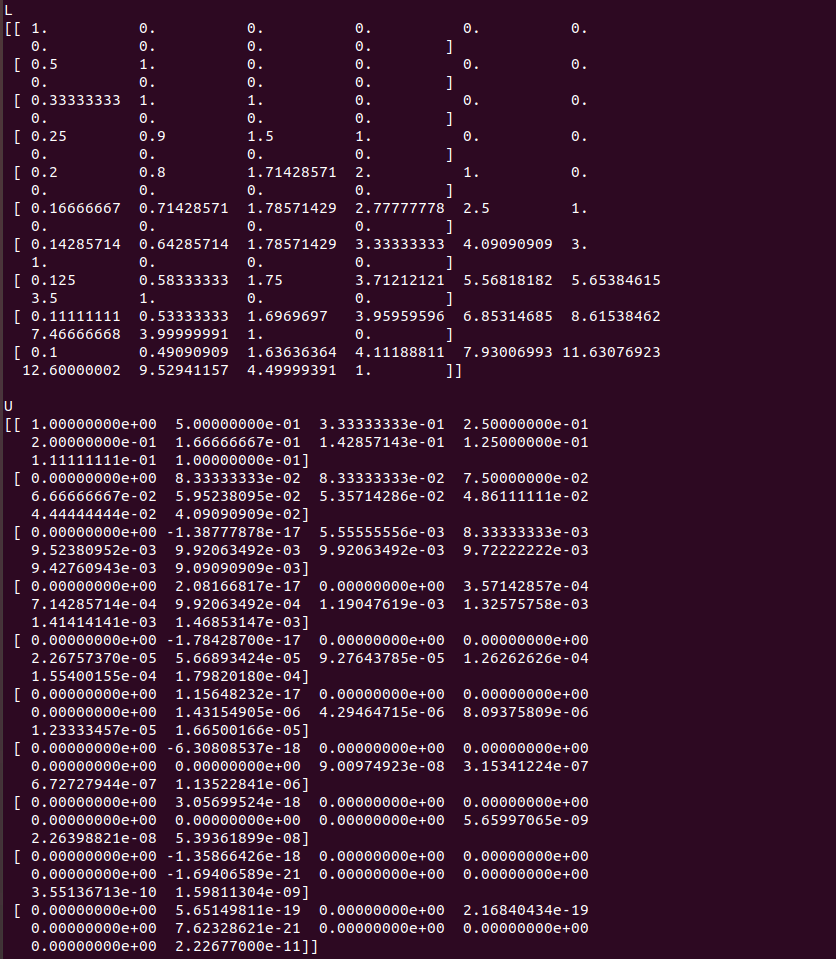 L
[[ 1.          0.          0.          0.          0.          0.
   0.          0.          0.          0.        ]
 [ 0.5         1.          0.          0.          0.          0.
   0.          0.          0.          0.        ]
 [ 0.33333333  1.          1.          0.          0.          0.
   0.          0.          0.          0.        ]
 [ 0.25        0.9         1.5         1.          0.          0.
   0.          0.          0.          0.        ]
 [ 0.2         0.8         1.71428571  2.          1.          0.
   0.          0.          0.          0.        ]
 [ 0.16666667  0.71428571  1.78571429  2.77777778  2.5         1.
   0.          0.          0.          0.        ]
 [ 0.14285714  0.64285714  1.78571429  3.33333333  4.09090909  3.
   1.          0.          0.          0.        ]
 [ 0.125       0.58333333  1.75        3.71212121  5.56818182  5.65384615
   3.5         1.          0.          0.        ]
 [ 0.11111111  0.53333333  1.6969697   3.95959596  6.85314685  8.61538462
   7.46666668  3.99999991  1.          0.        ]
 [ 0.1         0.49090909  1.63636364  4.11188811  7.93006993 11.63076923
  12.60000002  9.52941157  4.49999391  1.        ]]
U
[[ 1.00000000e+00  5.00000000e-01  3.33333333e-01  2.50000000e-01
   2.00000000e-01  1.66666667e-01  1.42857143e-01  1.25000000e-01
   1.11111111e-01  1.00000000e-01]
 [ 0.00000000e+00  8.33333333e-02  8.33333333e-02  7.50000000e-02
   6.66666667e-02  5.95238095e-02  5.35714286e-02  4.86111111e-02
   4.44444444e-02  4.09090909e-02]
 [ 0.00000000e+00 -1.38777878e-17  5.55555556e-03  8.33333333e-03
   9.52380952e-03  9.92063492e-03  9.92063492e-03  9.72222222e-03
   9.42760943e-03  9.09090909e-03]
 [ 0.00000000e+00  2.08166817e-17  0.00000000e+00  3.57142857e-04
   7.14285714e-04  9.92063492e-04  1.19047619e-03  1.32575758e-03
   1.41414141e-03  1.46853147e-03]
 [ 0.00000000e+00 -1.78428700e-17  0.00000000e+00  0.00000000e+00
   2.26757370e-05  5.66893424e-05  9.27643785e-05  1.26262626e-04
   1.55400155e-04  1.79820180e-04]
 [ 0.00000000e+00  1.15648232e-17  0.00000000e+00  0.00000000e+00
   0.00000000e+00  1.43154905e-06  4.29464715e-06  8.09375809e-06
   1.23333457e-05  1.66500166e-05]
 [ 0.00000000e+00 -6.30808537e-18  0.00000000e+00  0.00000000e+00
   0.00000000e+00  0.00000000e+00  9.00974923e-08  3.15341224e-07
   6.72727944e-07  1.13522841e-06]
 [ 0.00000000e+00  3.05699524e-18  0.00000000e+00  0.00000000e+00
   0.00000000e+00  0.00000000e+00  0.00000000e+00  5.65997065e-09
   2.26398821e-08  5.39361899e-08]
 [ 0.00000000e+00 -1.35866426e-18  0.00000000e+00  0.00000000e+00
   0.00000000e+00 -1.69406589e-21  0.00000000e+00  0.00000000e+00
   3.55136713e-10  1.59811304e-09]
 [ 0.00000000e+00  5.65149811e-19  0.00000000e+00  2.16840434e-19
   0.00000000e+00  7.62328621e-21  0.00000000e+00  0.00000000e+00
   0.00000000e+00  2.22677000e-11]]